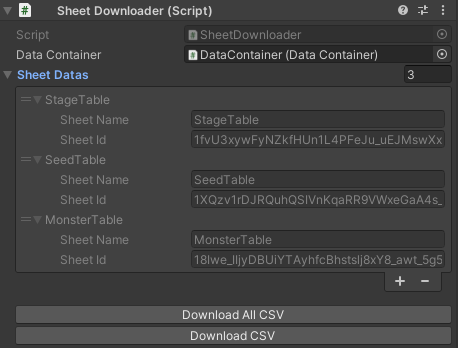 Sheet Downloader (Script)
Script SheetDownloader
Data Container DataContainer (Data Container)
Sheet Datas 3
StageTable
Sheet Name StageTable
Sheet Id 1fvU3xywFyNZkfHUn1L4PFeJu_uEJMswXx
SeedTable
Sheet Name SeedTable
Sheet Id 1XQzv1rDJRQuhQSIVnKqaRR9VWxeGaA4s_
MonsterTable
Sheet Name MonsterTable
Sheet Id 18Iwe_lIjyDBUiYTAyhfcBhstsIj8xY8_awt_5g5
Download All CSV
Download CSV